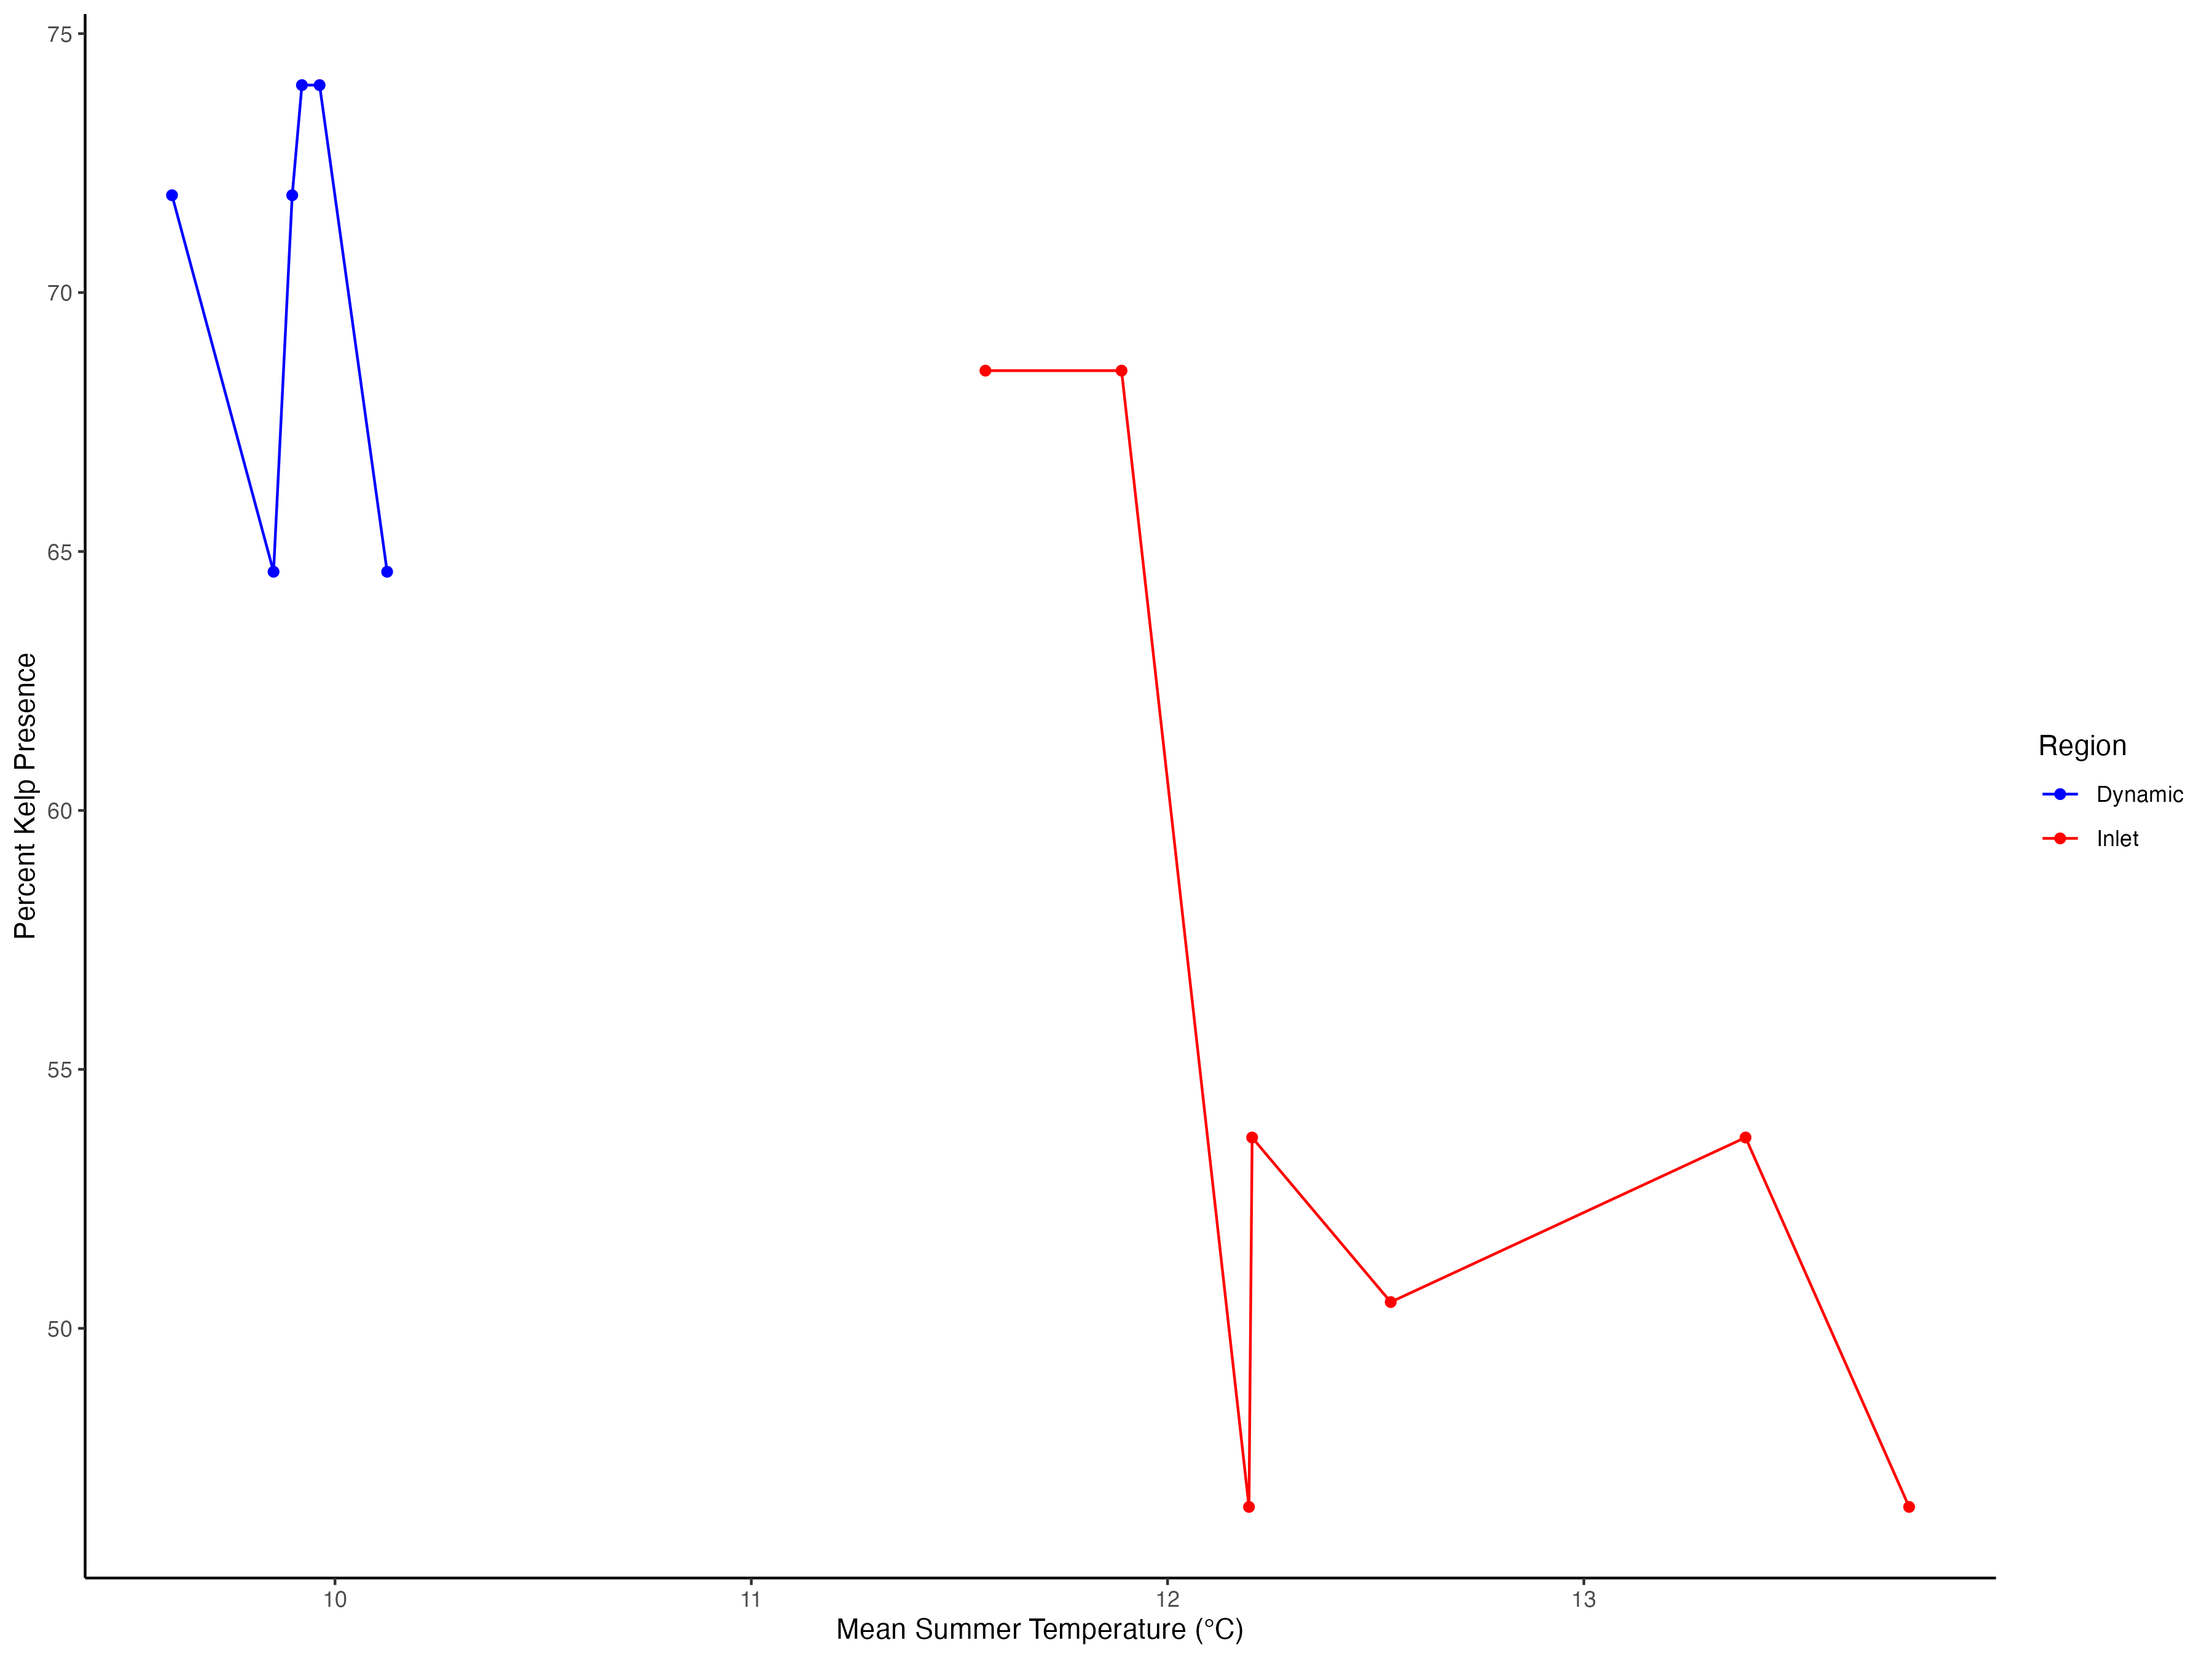 75
70
65
60
55
50
Percent Kelp Presence
10
11
12
13
Mean Summer Temperature (°C)
Region
Dynamic
Inlet